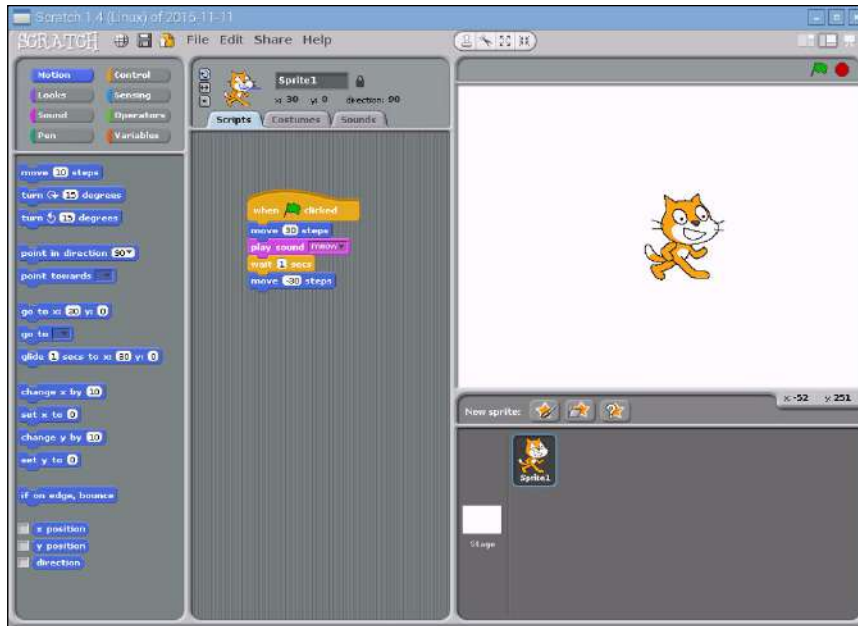 Scratch 1.4 (Linux) of 2015-11-11
SCRATCH File Edit Share Help
Motion Control
Looks Sensing
Sound Operators
Pen Variables
move 10 steps
turn 15 degrees
turn 15 degrees
point in direction 90
point towards
go to x: 30 y: 0
go to
glide 1 secs to x: 30 y: 0
change x by 10
set x to 0
change y by 10
set y to 0
if on edge, bounce
x position
y position
direction
Sprite1
x: 30 y: 0 direction: 90
Scripts Costumes Sounds
when clicked
move 30 steps
play sound meow
wait 1 secs
move -30 steps
x: -52 y: 251
New sprite:
Sprite1
Stage